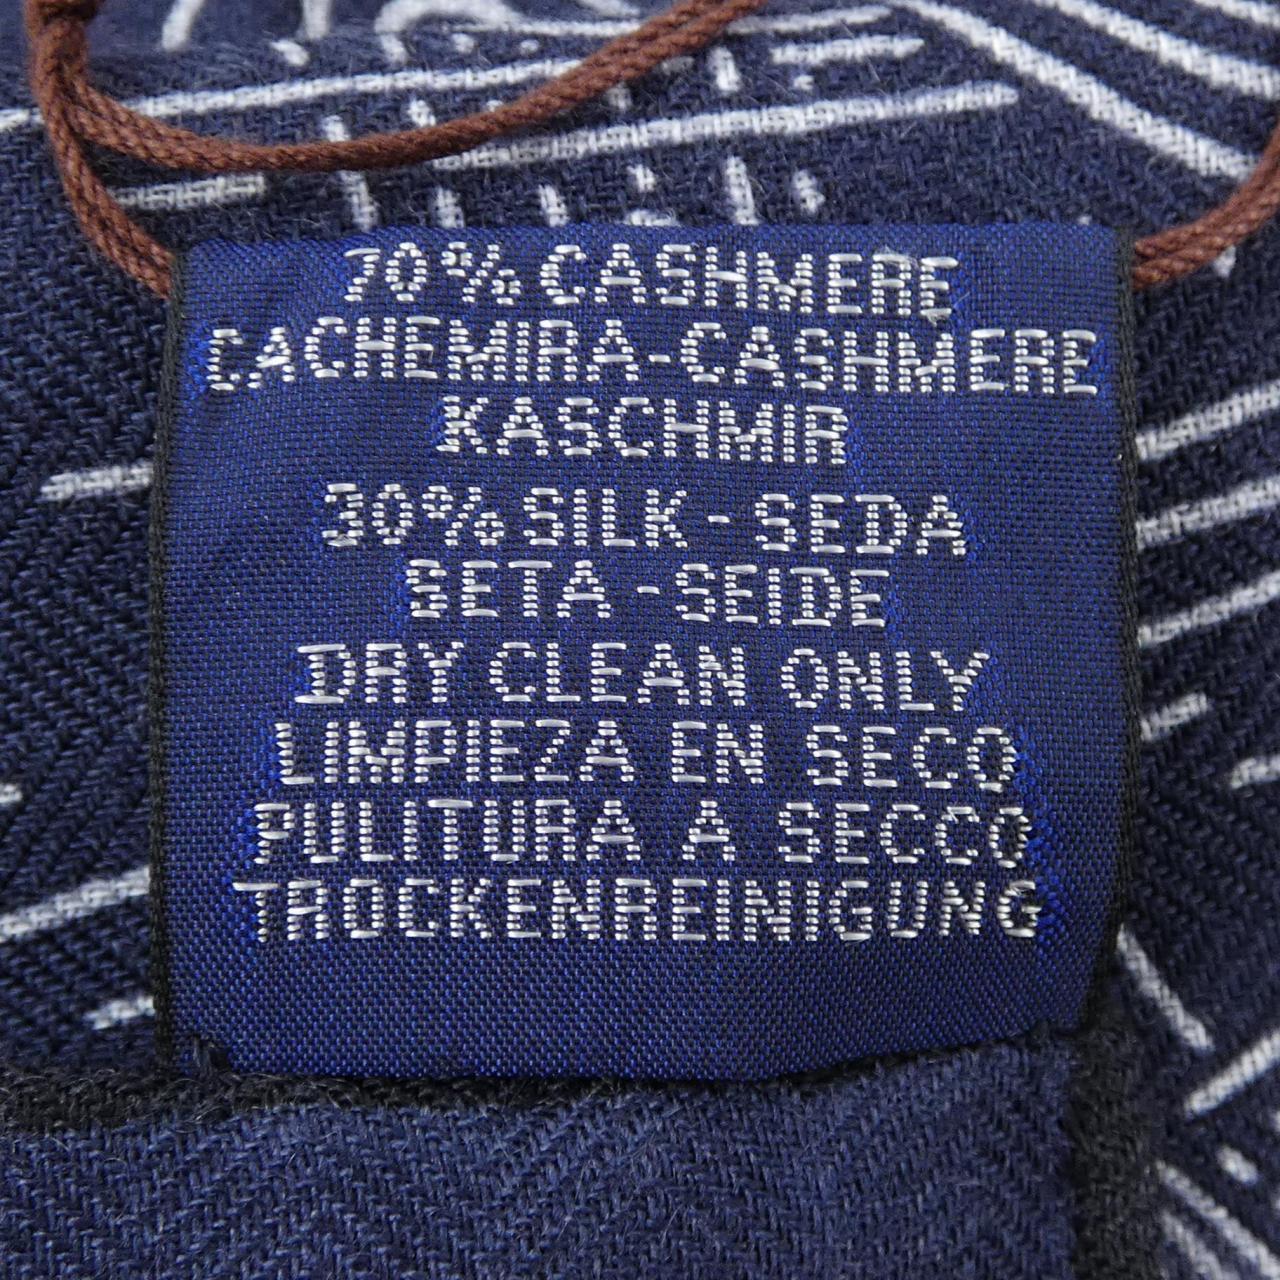 70% CASHMERE
CACHEMIRA-CASHMERE
KASCHMIR
30% SILK - SEDA
SETA - SEIDE
DRY CLEAN ONLY
LIMPIEZA EN SECO
PULITURA A SECCO
TROCKENREINIGUNG